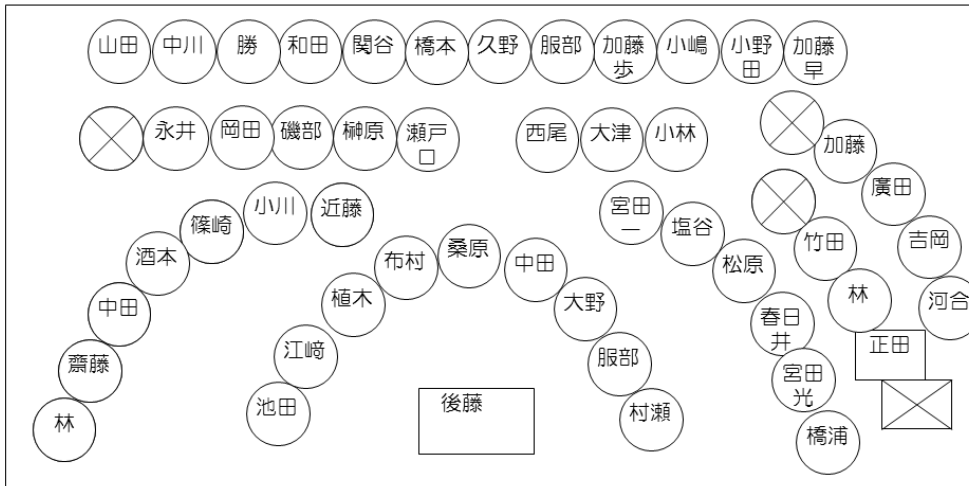 山田
中川
勝
和田
関谷
橋本
久野
服部
加藤
歩
小嶋
小野
田
加藤
早
永井
岡田
磯部
榊原
瀬戸
口
西尾
大津
小林
加藤
廣田
吉岡
河合
竹田
林
正田
小川
近藤
篠崎
酒本
中田
齋藤
林
宮田
一
塩谷
松原
春日
井
宮田
光
橋浦
桑原
布村
植木
江﨑
池田
中田
大野
服部
村瀬
後藤